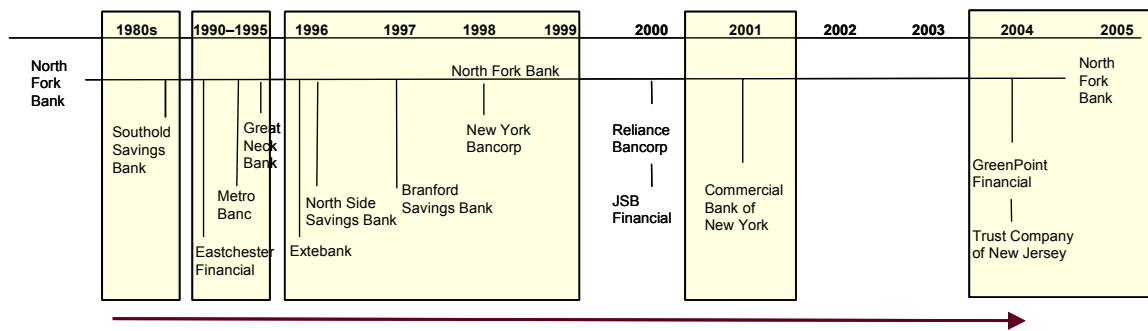 1980s
1990–1995
1996
1997
1998
1999
2000
2001
2002
2003
2004
2005
North
Fork
Bank
North Fork Bank
North
Fork
Bank
Southold
Savings
Bank
Great
Neck
Bank
Metro
Banc
Eastchester
Financial
North Side
Savings Bank
Extebank
Branford
Savings Bank
New York
Bancorp
Reliance
Bancorp
JSB
Financial
Commercial
Bank of
New York
GreenPoint
Financial
Trust Company
of New Jersey